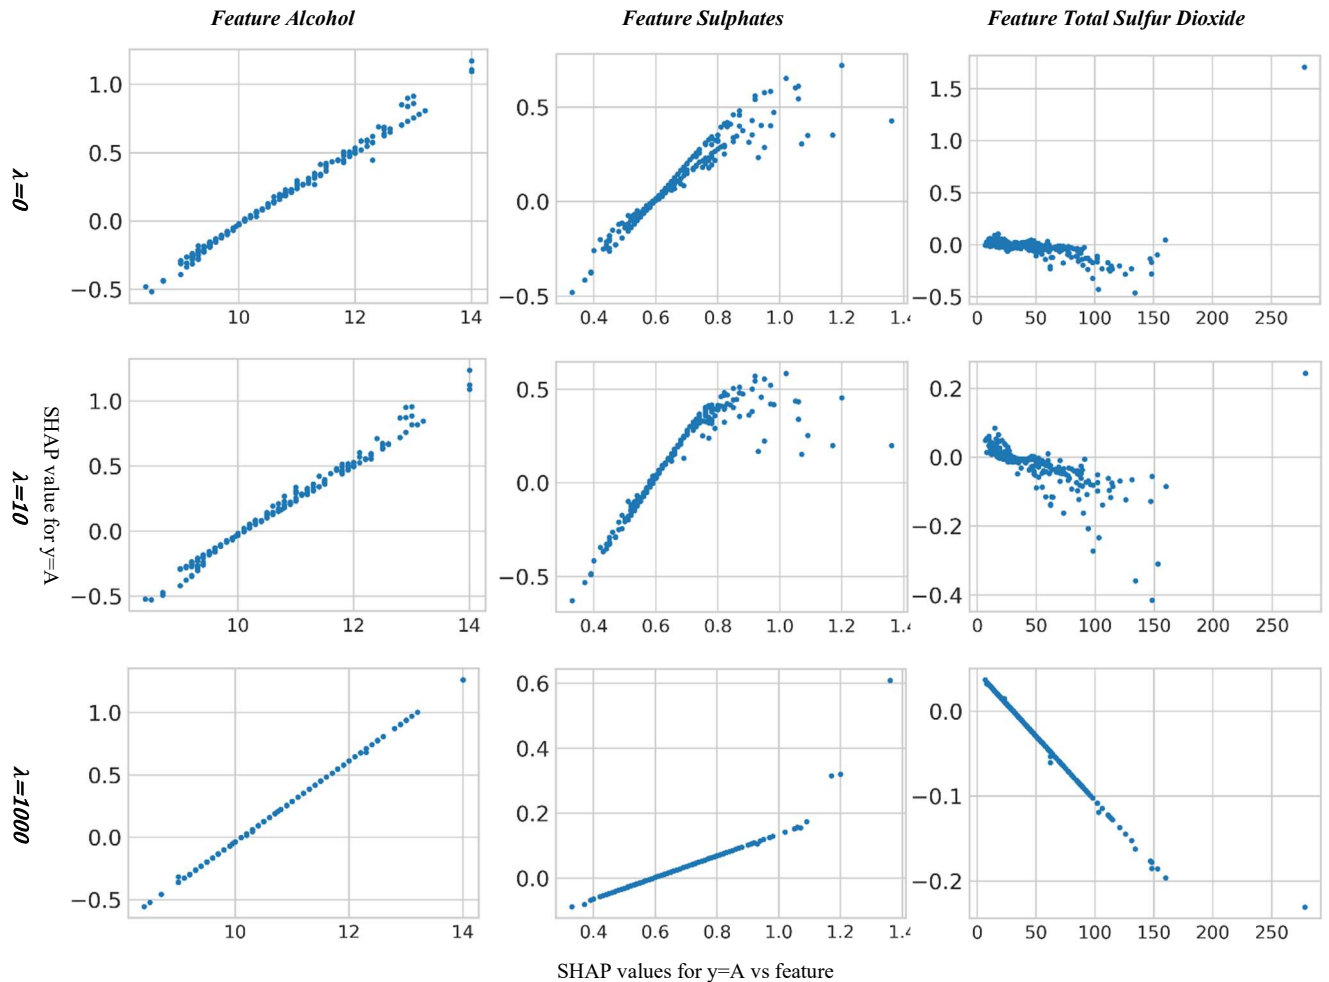 Feature Alcohol Feature Sulphates Feature Total Sulfur Dioxide
λ=0
1.0
0.5
0.0
−0.5
10 12 14
0.5
0.0
−0.5
0.4 0.6 0.8 1.0 1.2 1.4
1.5
1.0
0.5
0.0
−0.5
0 50 100 150 200 250
SHAP value for y=A
λ=10
1.0
0.5
0.0
−0.5
10 12 14
0.5
0.0
−0.5
0.4 0.6 0.8 1.0 1.2 1.4
0.2
0.0
−0.2
−0.4
0 50 100 150 200 250
λ=1000
1.0
0.5
0.0
−0.5
10 12 14
0.6
0.4
0.2
0.0
0.4 0.6 0.8 1.0 1.2 1.4
0.0
−0.1
−0.2
0 50 100 150 200 250
SHAP values for y=A vs feature